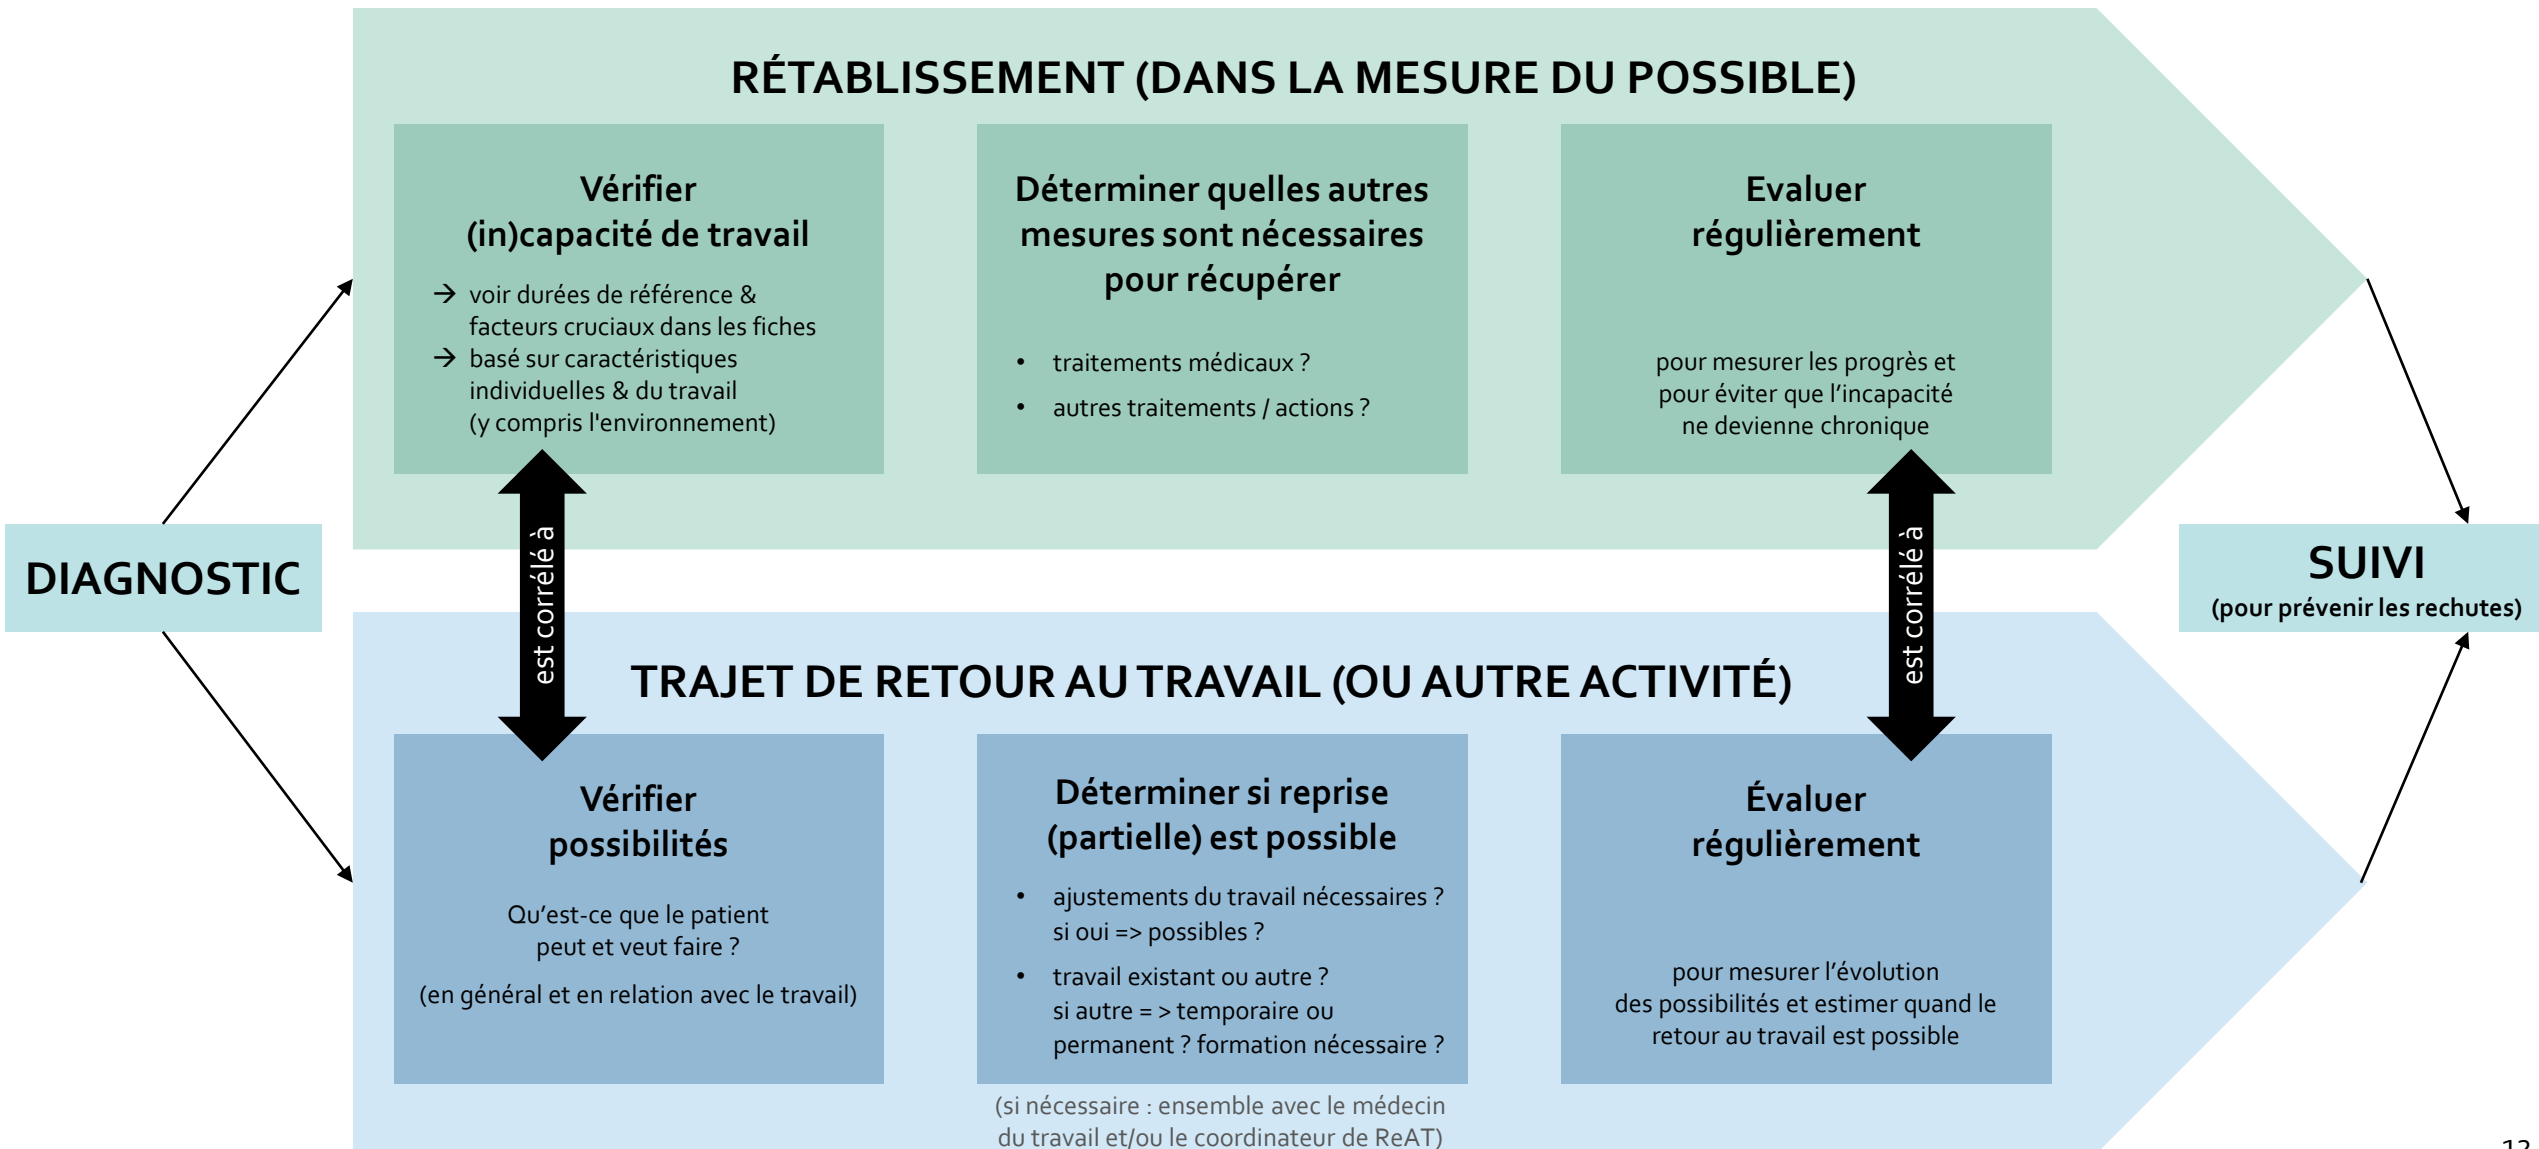 RÉTABLISSEMENT (DANS LA MESURE DU POSSIBLE)
Vérifier
(in)capacité de travail
→ voir durées de référence &
facteurs cruciaux dans les fiches
→ basé sur caractéristiques
individuelles & du travail
(y compris l'environnement)
Déterminer quelles autres
mesures sont nécessaires
pour récupérer
• traitements médicaux ?
• autres traitements / actions ?
Evaluer
régulièrement
pour mesurer les progrès et
pour éviter que l’incapacité
ne devienne chronique
DIAGNOSTIC
est corrélé à
est corrélé à
SUIVI
(pour prévenir les rechutes)
TRAJET DE RETOUR AU TRAVAIL (OU AUTRE ACTIVITÉ)
Vérifier
possibilités
Qu’est-ce que le patient
peut et veut faire ?
(en général et en relation avec le travail)
Déterminer si reprise
(partielle) est possible
• ajustements du travail nécessaires ?
si oui => possibles ?
• travail existant ou autre ?
si autre = > temporaire ou
permanent ? formation nécessaire ?
(si nécessaire : ensemble avec le médecin
du travail et/ou le coordinateur de ReAT)
Évaluer
régulièrement
pour mesurer l’évolution
des possibilités et estimer quand le
retour au travail est possible